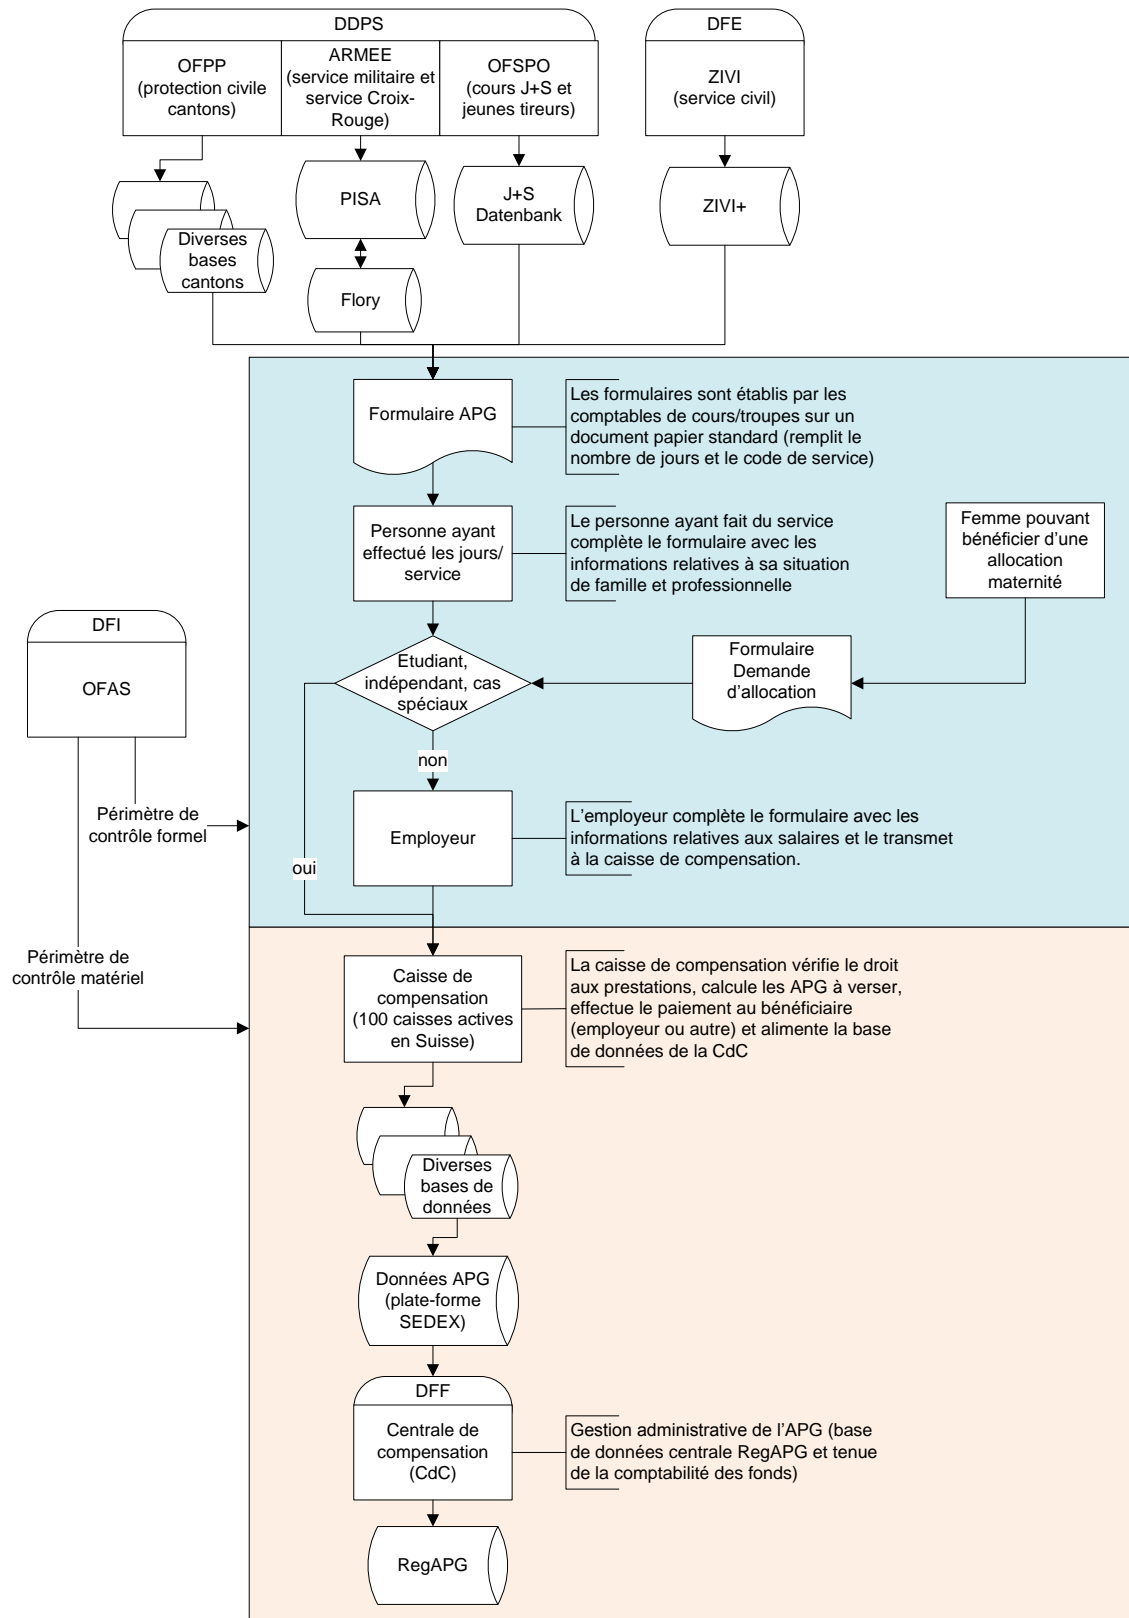 DDPS
DFE
OFPP
(protection civile
cantons)
ARMEE
(service militaire et
service Croix-
Rouge)
OFSPO
(cours J+S et
jeunes tireurs)
ZIVI
(service civil)
PISA
J+S
Datenbank
ZIVI+
Diverses
bases
cantons
Flory
Formulaire APG
Les formulaires sont établis par les
comptables de cours/troupes sur un
document papier standard (remplit le
nombre de jours et le code de service)
Personne ayant
effectué les jours/
service
Le personne ayant fait du service
complète le formulaire avec les
informations relatives à sa situation
de famille et professionnelle
Femme pouvant
bénéficier d’une
allocation
maternité
DFI
OFAS
Etudiant,
indépendant, cas
spéciaux
Formulaire
Demande
d’allocation
non
Périmètre de
contrôle formel
Employeur
L’employeur complète le formulaire avec les
informations relatives aux salaires et le transmet
à la caisse de compensation.
oui
Périmètre de
contrôle matériel
Caisse de
compensation
(100 caisses actives
en Suisse)
La caisse de compensation vérifie le droit
aux prestations, calcule les APG à verser,
effectue le paiement au bénéficiaire
(employeur ou autre) et alimente la base
de données de la CdC
Diverses
bases de
données
Données APG
(plate-forme
SEDEX)
DFF
Centrale de
compensation
(CdC)
Gestion administrative de l’APG (base
de données centrale RegAPG et tenue
de la comptabilité des fonds)
RegAPG